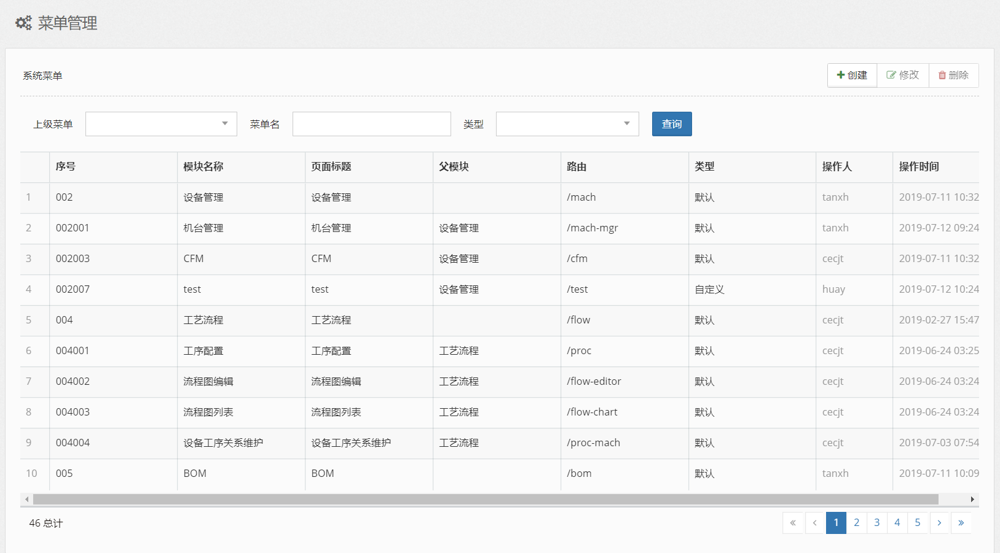 菜单管理
系统菜单 创建 修改 删除
上级菜单 菜单名 类型 查询
序号 模块名称 页面标题 父模块 路由 类型 操作人 操作时间
1 002 设备管理 设备管理 /mach 默认 tanxh 2019-07-11 10:32
2 002001 机台管理 机台管理 设备管理 /mach-mgr 默认 tanxh 2019-07-12 09:24
3 002003 CFM CFM 设备管理 /cfm 默认 cecjt 2019-07-11 10:32
4 002007 test test 设备管理 /test 自定义 huay 2019-07-12 10:24
5 004 工艺流程 工艺流程 /flow 默认 cecjt 2019-02-27 15:47
6 004001 工序配置 工序配置 工艺流程 /proc 默认 cecjt 2019-06-24 03:25
7 004002 流程图编辑 流程图编辑 工艺流程 /flow-editor 默认 cecjt 2019-06-24 03:24
8 004003 流程图列表 流程图列表 工艺流程 /flow-chart 默认 cecjt 2019-06-24 03:24
9 004004 设备工序关系维护 设备工序关系维护 工艺流程 /proc-mach 默认 cecjt 2019-07-03 07:54
10 005 BOM BOM /bom 默认 tanxh 2019-07-11 10:09
46 总计 « ‹ 1 2 3 4 5 › »